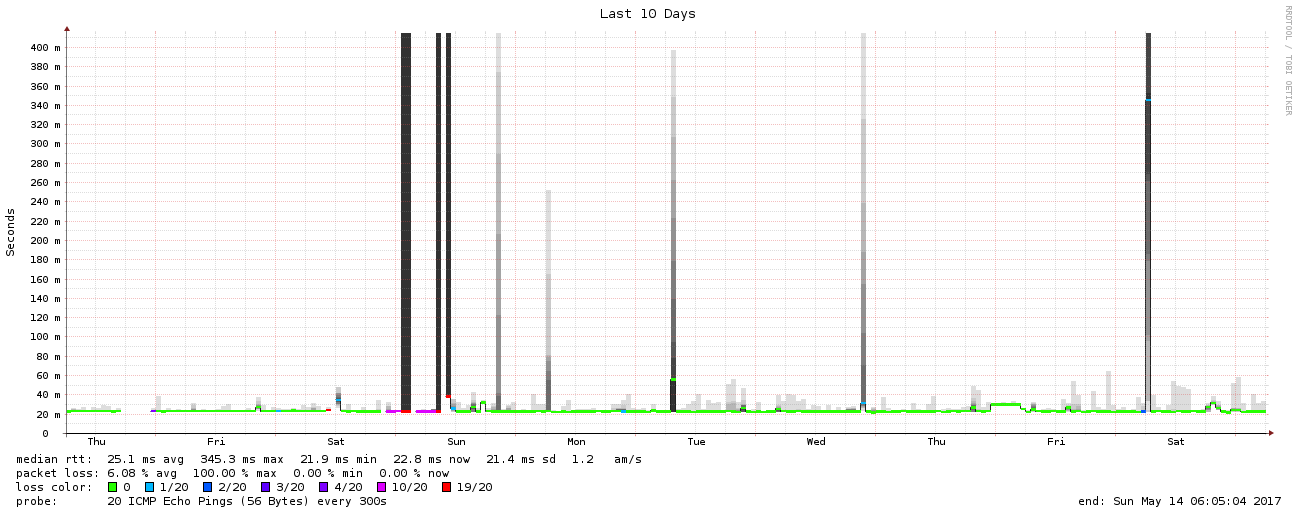 Last 10 Days
RRDTOOL / TOBI OETIKER
Seconds
400 m
380 m
360 m
340 m
320 m
300 m
280 m
260 m
240 m
220 m
200 m
180 m
160 m
140 m
120 m
100 m
80 m
60 m
40 m
20 m
0
Thu Fri Sat Sun Mon Tue Wed Thu Fri Sat
median rtt: 25.1 ms avg 345.3 ms max 21.9 ms min 22.8 ms now 21.4 ms sd 1.2 am/s
packet loss: 6.08 % avg 100.00 % max 0.00 % min 0.00 % now
loss color: 0 1/20 2/20 3/20 4/20 10/20 19/20
probe: 20 ICMP Echo Pings (56 Bytes) every 300s end: Sun May 14 06:05:04 2017